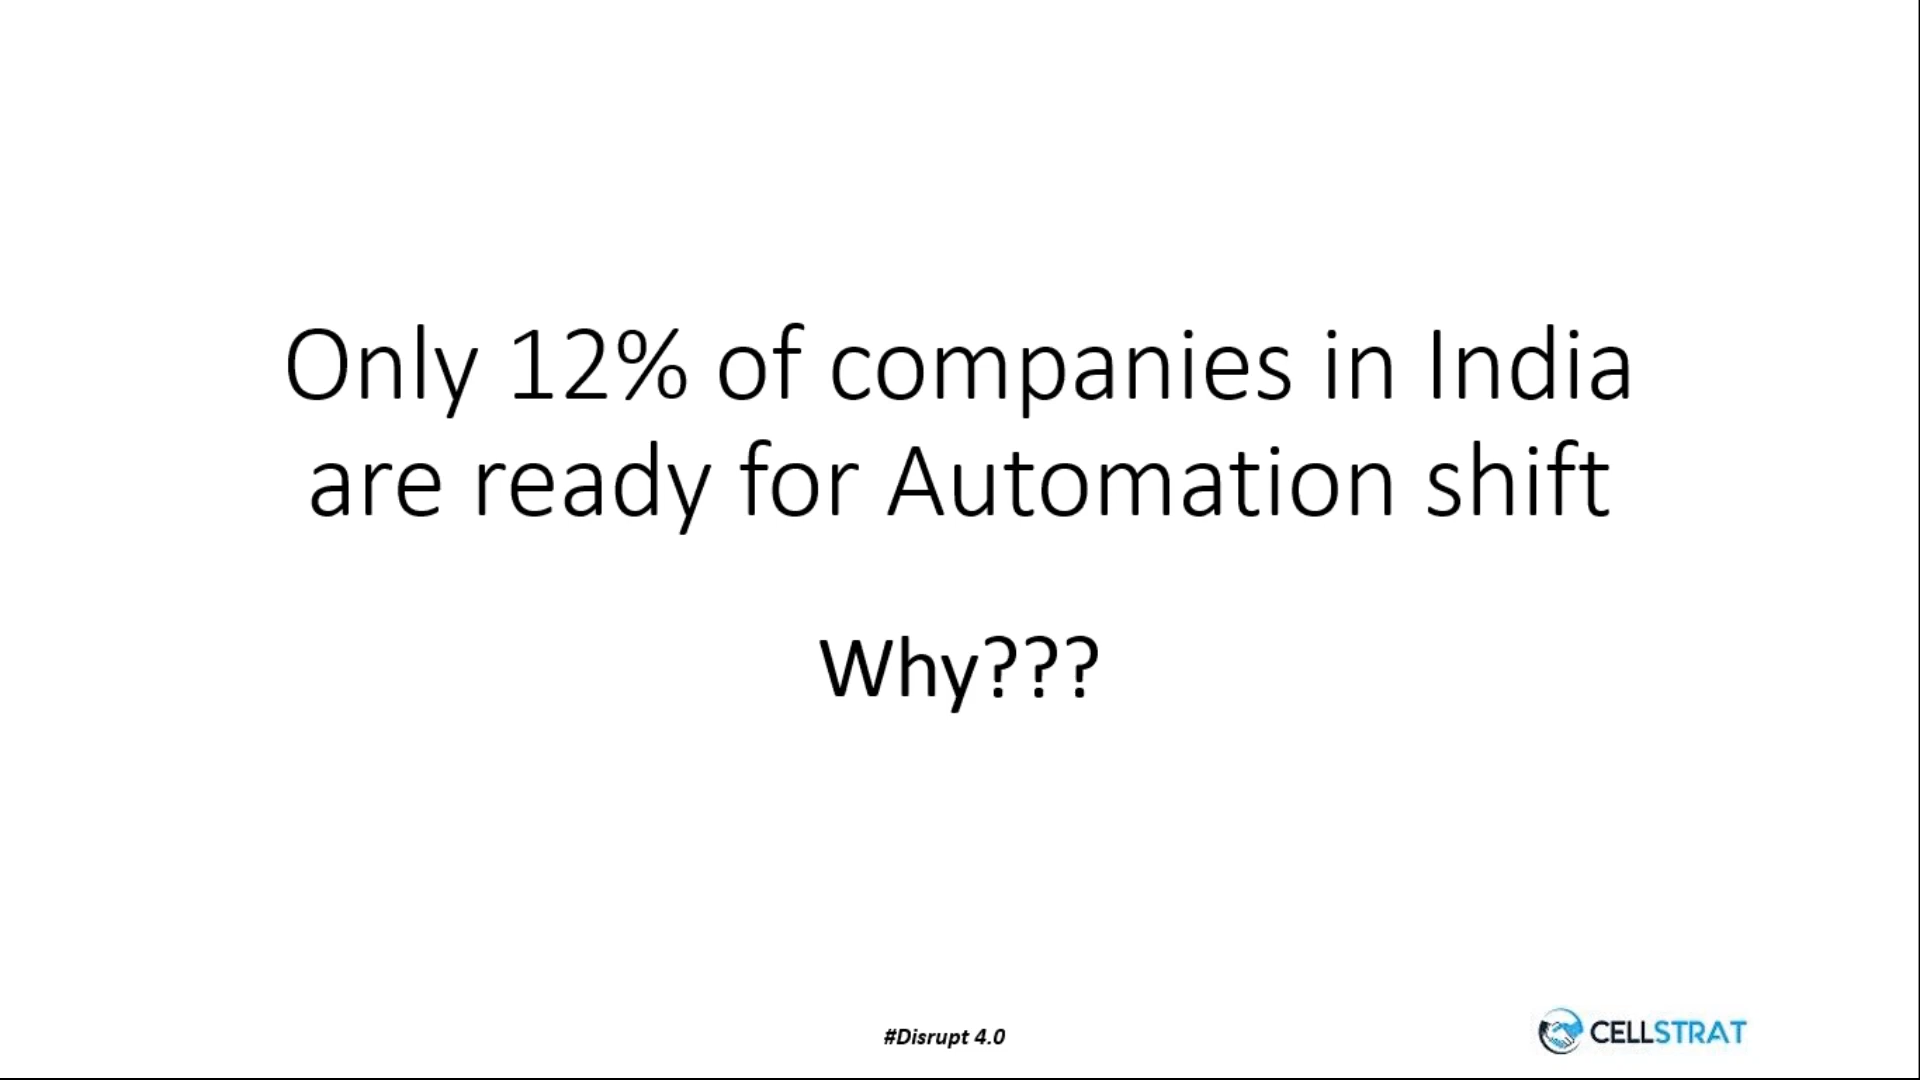 Only 12% of companies in India
are ready for Automation shift
Why???
#Disrupt 4.0
CELLSTRAT